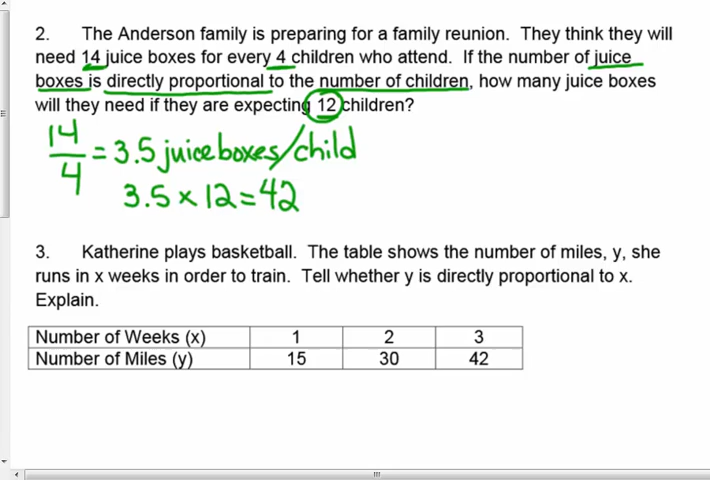 2. The Anderson family is preparing for a family reunion. They think they will
need 14 juice boxes for every 4 children who attend. If the number of juice
boxes is directly proportional to the number of children, how many juice boxes
will they need if they are expecting 12 children?
14/4 = 3.5 juice boxes/child
3.5 × 12 = 42
3. Katherine plays basketball. The table shows the number of miles, y, she
runs in x weeks in order to train. Tell whether y is directly proportional to x.
Explain.
Number of Weeks (x) 1 2 3
Number of Miles (y) 15 30 42